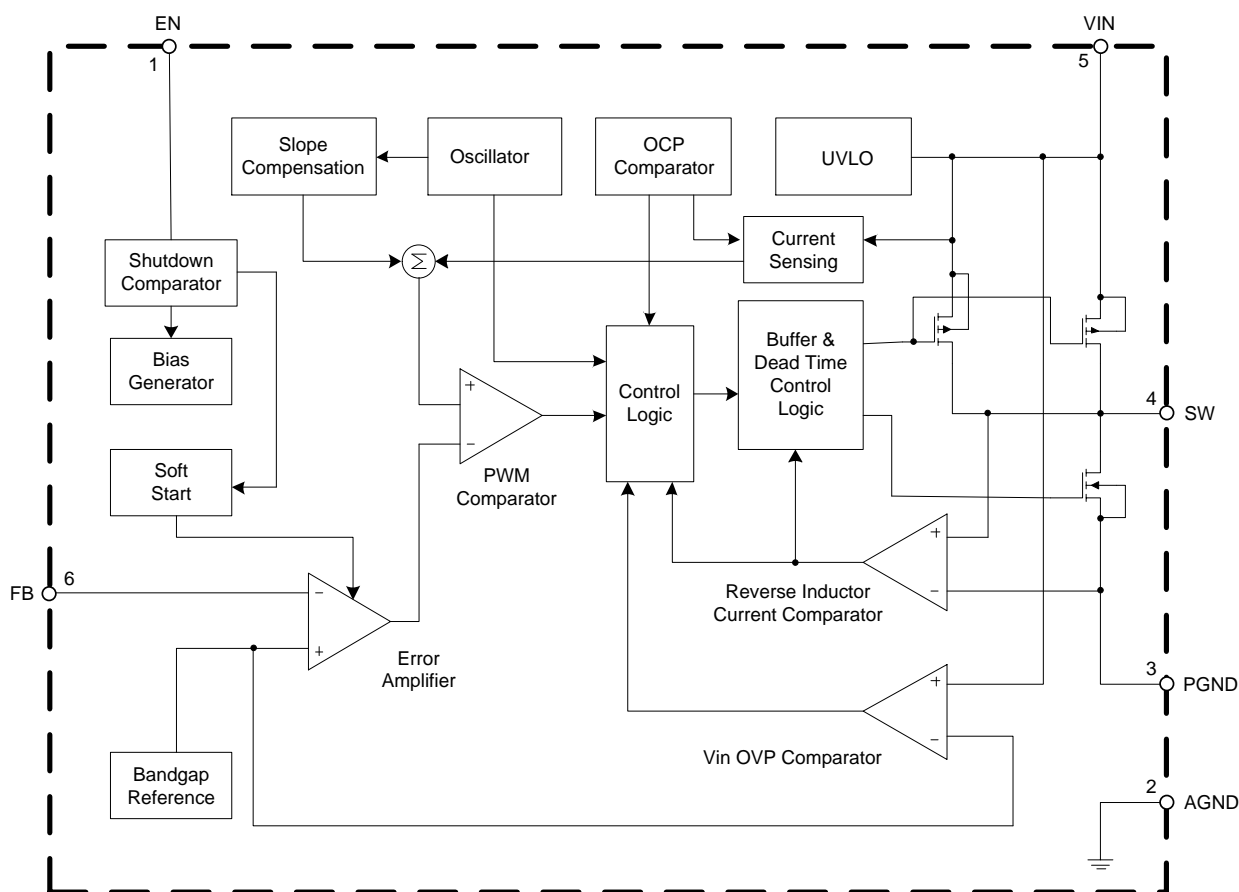 EN
VIN
1
5
Slope
Compensation
Oscillator
OCP
Comparator
UVLO
Shutdown
Comparator
Σ
Current
Sensing
Bias
Generator
Buffer &
Dead Time
Control
Logic
Control
Logic
+
−
PWM
Comparator
4
SW
Soft
Start
FB
6
−
+
Error
Amplifier
+
−
Reverse Inductor
Current Comparator
3
PGND
+
−
Vin OVP Comparator
Bandgap
Reference
2
AGND